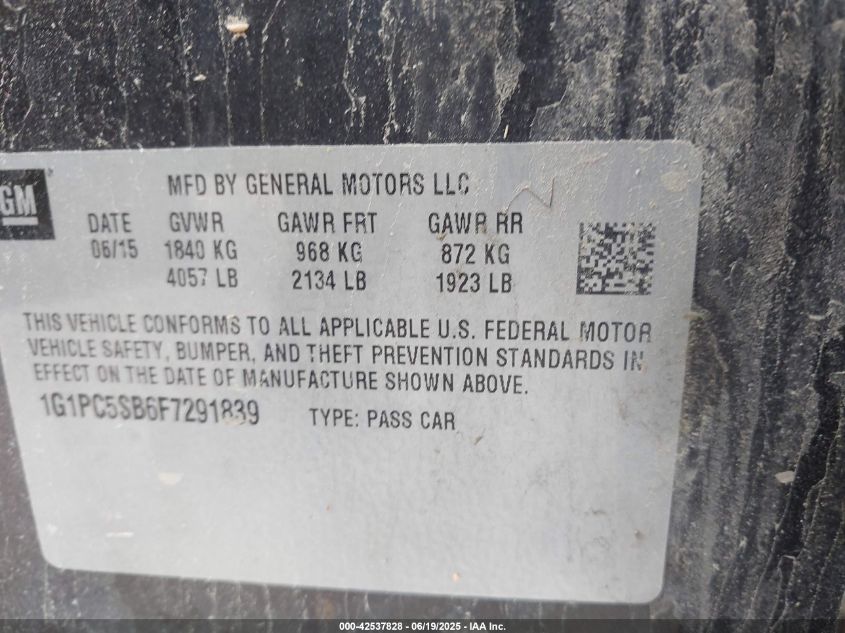 GM
MFD BY GENERAL MOTORS LLC
DATE GVWR GAWR FRT GAWR RR
06/15 1840 KG 968 KG 872 KG
4057 LB 2134 LB 1923 LB
THIS VEHICLE CONFORMS TO ALL APPLICABLE U.S. FEDERAL MOTOR
VEHICLE SAFETY, BUMPER, AND THEFT PREVENTION STANDARDS IN
EFFECT ON THE DATE OF MANUFACTURE SHOWN ABOVE.
1G1PC5SB6F7291839 TYPE: PASS CAR
000-42537828 - 06/19/2025 - IAA Inc.